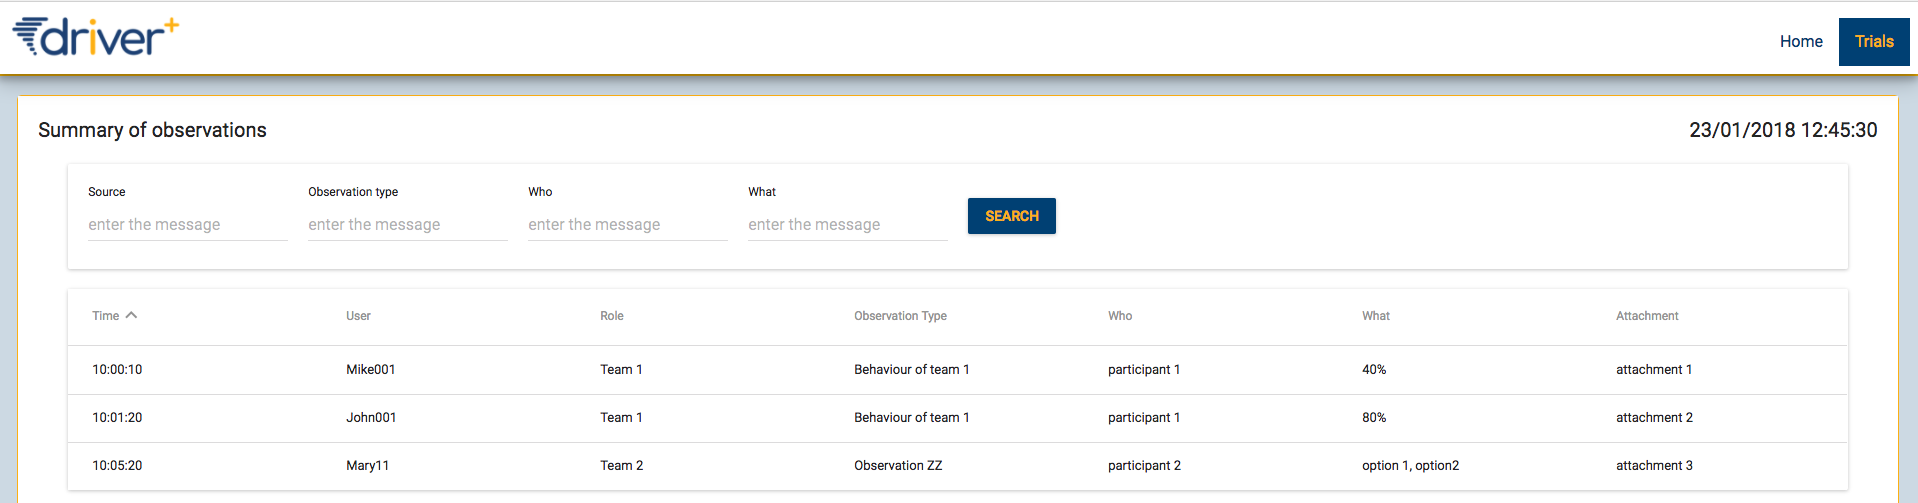 driver+
Home Trials
Summary of observations 23/01/2018 12:45:30
Source Observation type Who What
enter the message enter the message enter the message enter the message SEARCH
Time User Role Observation Type Who What Attachment
10:00:10 Mike001 Team 1 Behaviour of team 1 participant 1 40% attachment 1
10:01:20 John001 Team 1 Behaviour of team 1 participant 1 80% attachment 2
10:05:20 Mary11 Team 2 Observation ZZ participant 2 option 1, option2 attachment 3